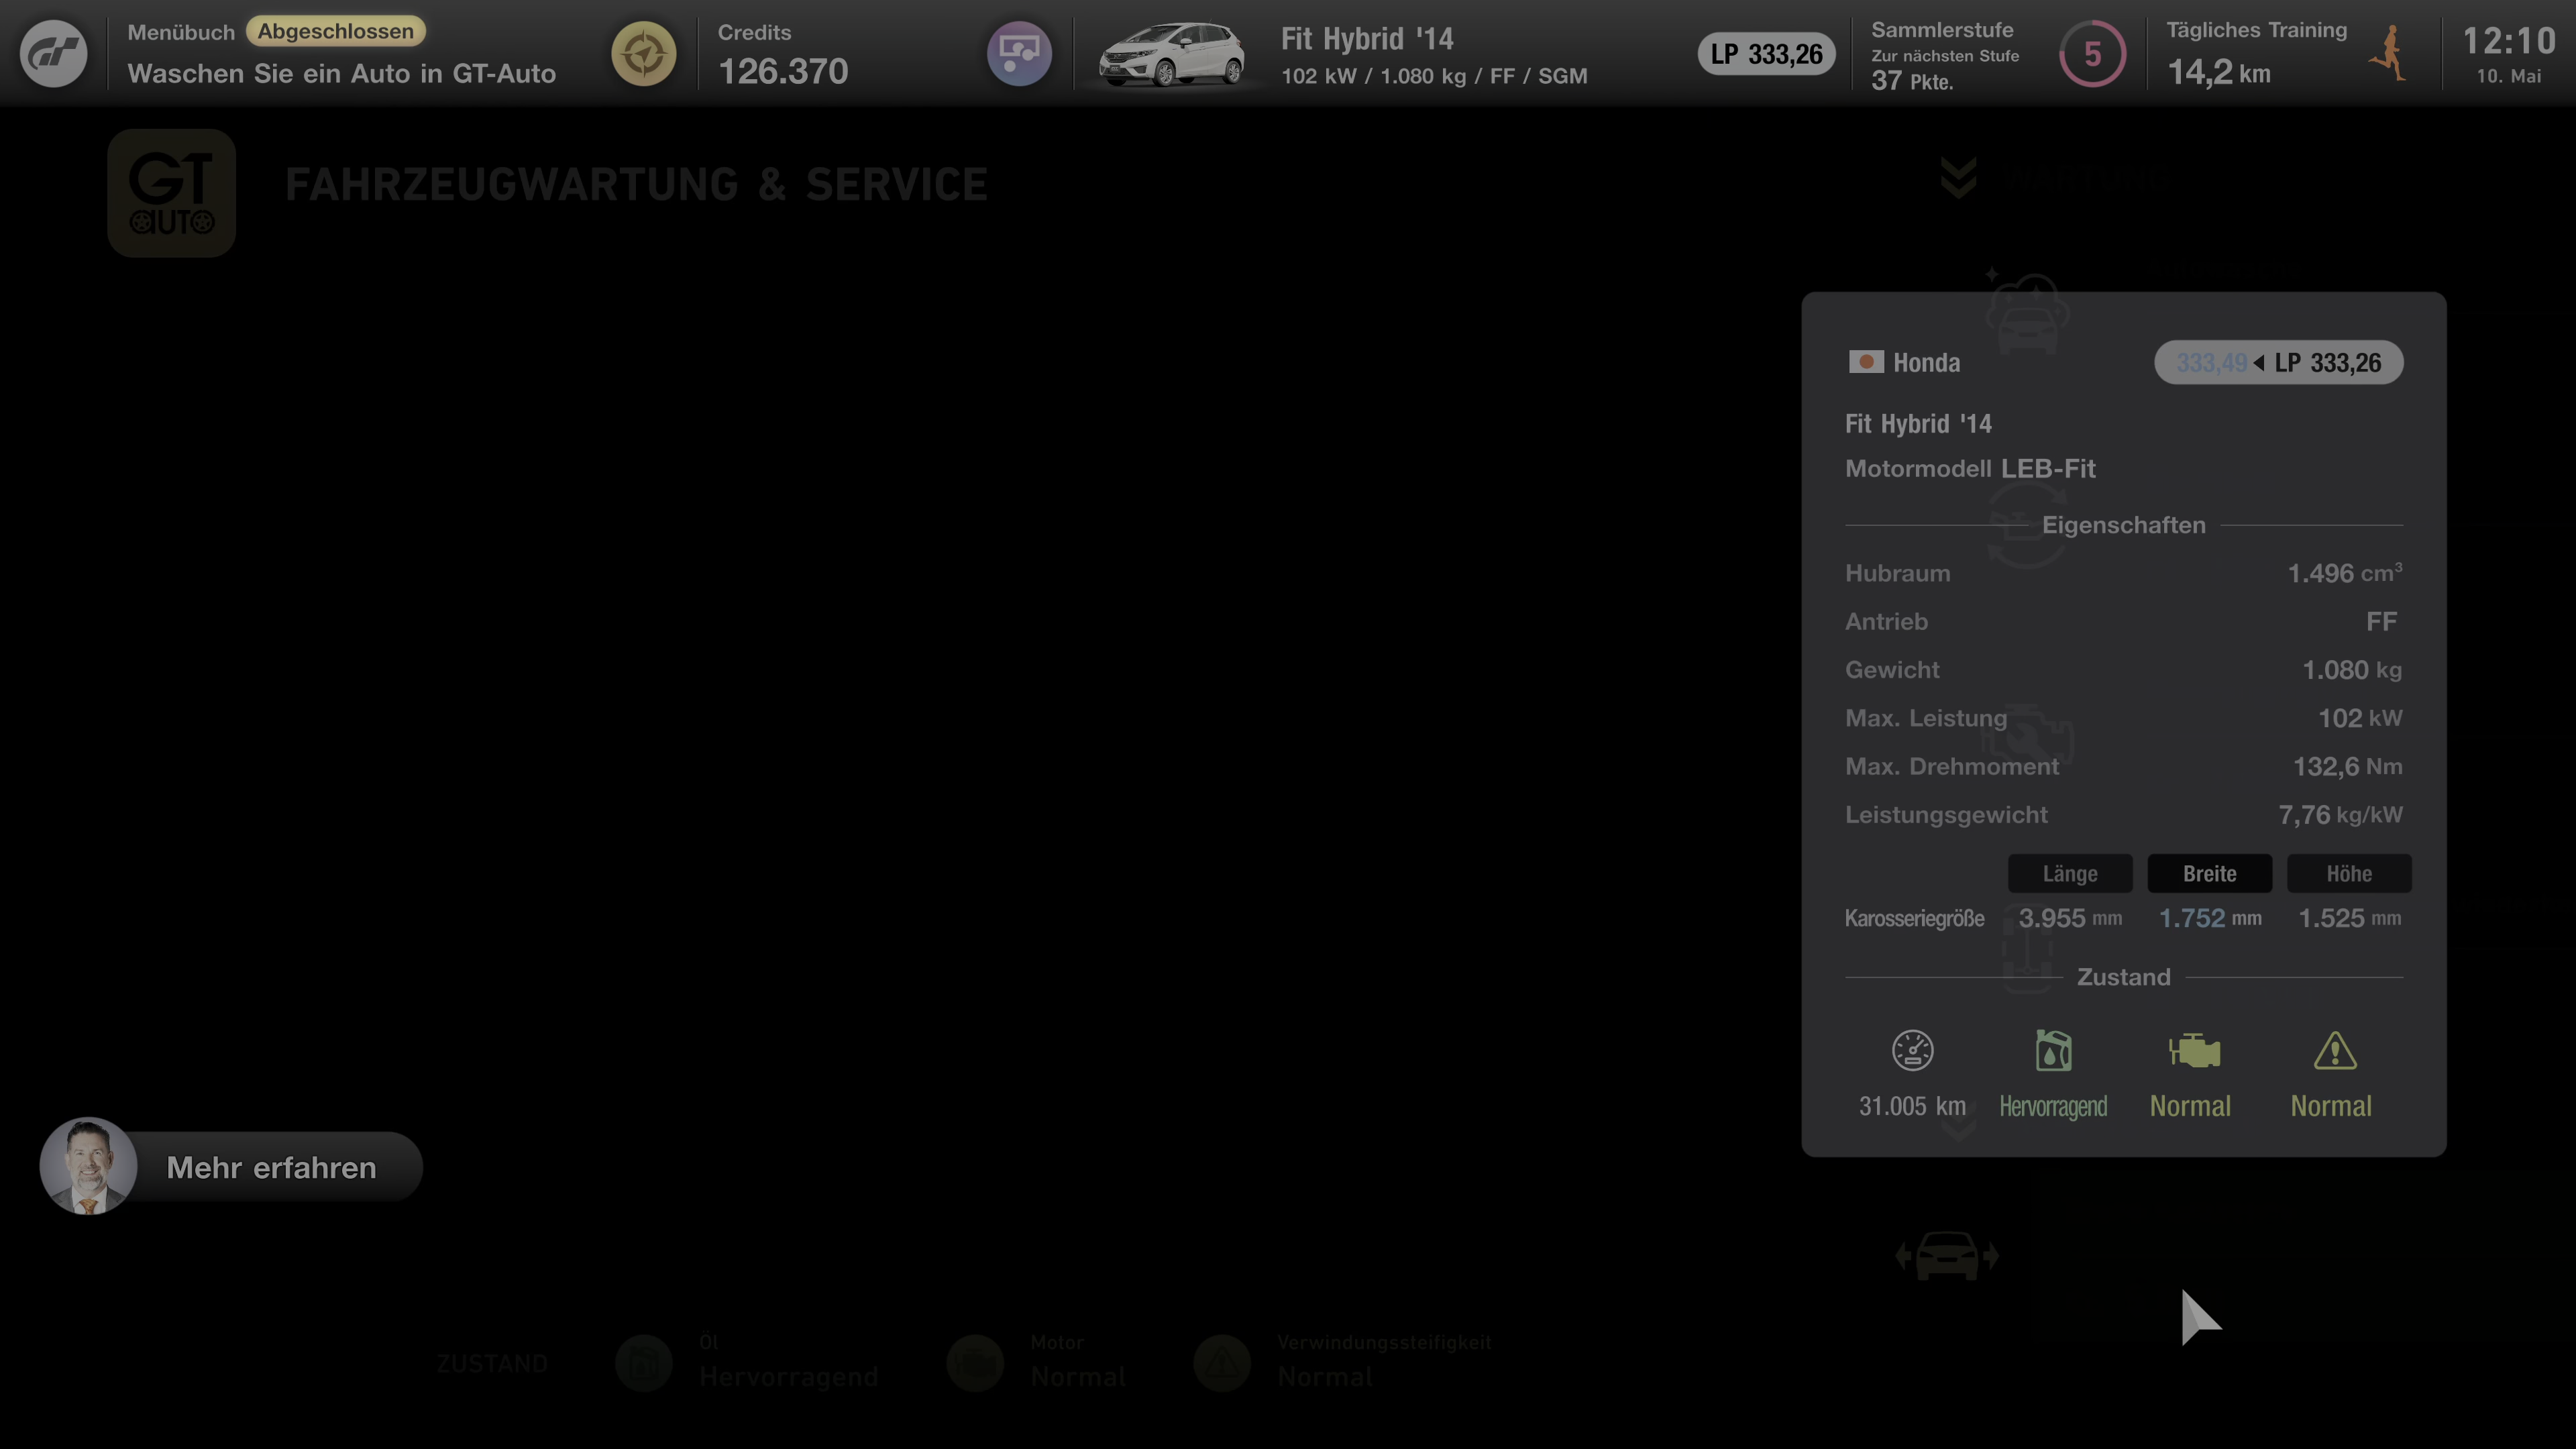 Menübuch Abgeschlossen
Waschen Sie ein Auto in GT-Auto
Credits
126.370
Fit Hybrid '14
102 kW / 1.080 kg / FF / SGM
LP 333,26
Sammlerstufe
Zur nächsten Stufe
37 Pkte.
5
Tägliches Training
14,2 km
12:10
10. Mai
GT
auto
FAHRZEUGWARTUNG & SERVICE
WARTUNG
Honda
333,49 LP 333,26
Fit Hybrid '14
Motormodell LEB-Fit
Eigenschaften
Hubraum 1.496 cm³
Antrieb FF
Gewicht 1.080 kg
Max. Leistung 102 kW
Max. Drehmoment 132,6 Nm
Leistungsgewicht 7,76 kg/kW
Länge Breite Höhe
Karosseriegröße 3.955 mm 1.752 mm 1.525 mm
Zustand
31.005 km Hervorragend Normal Normal
Mehr erfahren
ZUSTAND
Öl
Hervorragend
Motor
Normal
Verwindungssteifigkeit
Normal